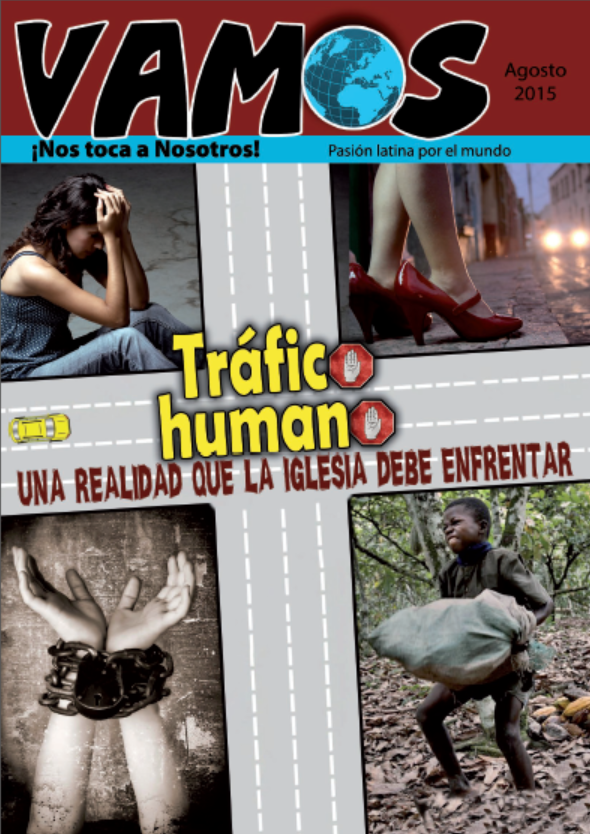 VAMOS
Agosto
2015
¡Nos toca a Nosotros!
Pasión latina por el mundo
Tráfico
humano
UNA REALIDAD QUE LA IGLESIA DEBE ENFRENTAR